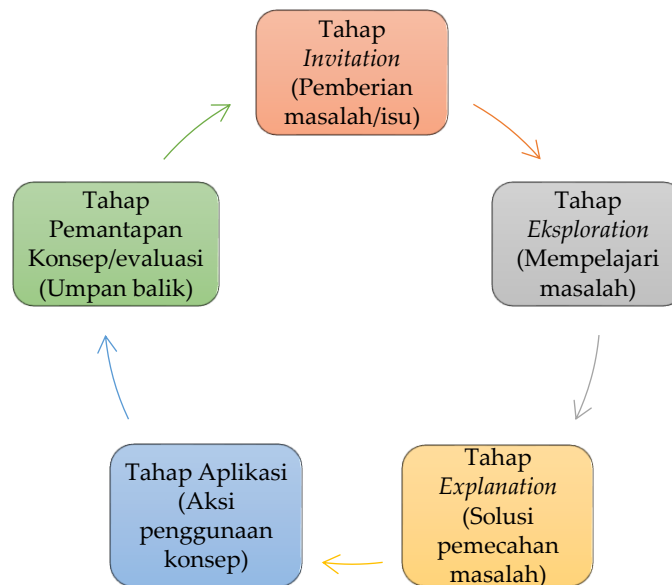 Tahap
Invitation
(Pemberian
masalah/isu)
Tahap
Eksploration
(Mempelajari
masalah)
Tahap
Explanation
(Solusi
pemecahan
masalah)
Tahap Aplikasi
(Aksi
penggunaan
konsep)
Tahap
Pemantapan
Konsep/evaluasi
(Umpan balik)